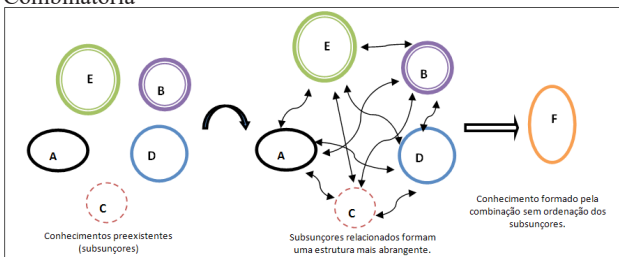 Combinatória
E
B
A
D
C
Conhecimentos preexistentes
(subsunçores)
E
B
A
D
C
Subsunçores relacionados formam
uma estrutura mais abrangente.
F
Conhecimento formado pela
combinação sem ordenação dos
subsunçores.